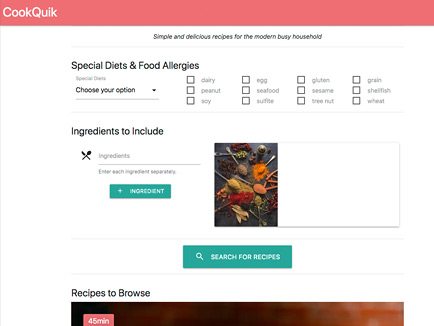 CookQuik
Simple and delicious recipes for the modern busy household
Special Diets & Food Allergies
Special Diets
Choose your option
dairy egg gluten grain
peanut seafood sesame shellfish
soy sulfite tree nut wheat
Ingredients to Include
Ingredients
Enter each ingredient separately.
+ INGREDIENT
SEARCH FOR RECIPES
Recipes to Browse
45min